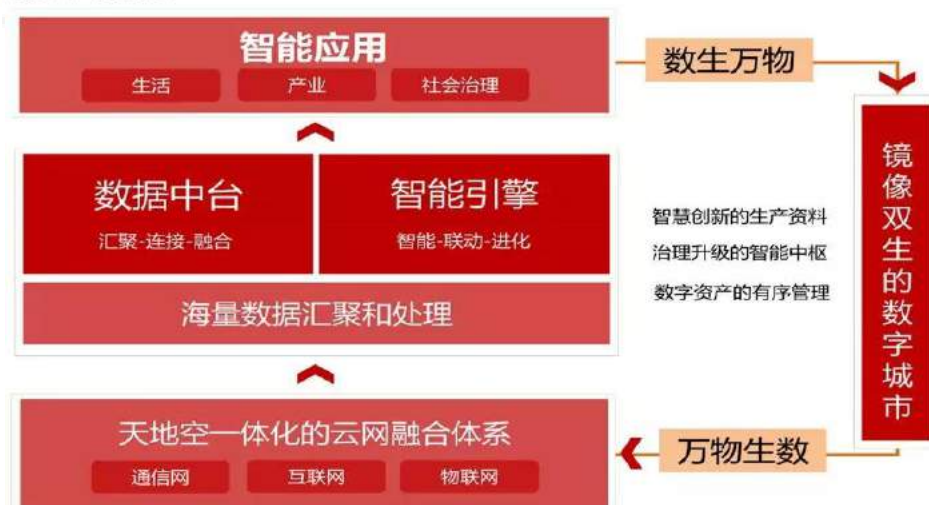 智能应用
生活 产业 社会治理
数生万物
数据中台 智能引擎
汇聚-连接-融合 智能-联动-进化
海量数据汇聚和处理
智慧创新的生产资料
治理升级的智能中枢
数字资产的有序管理
镜像双生的数字城市
天地空一体化的云网融合体系
通信网 互联网 物联网
万物生数